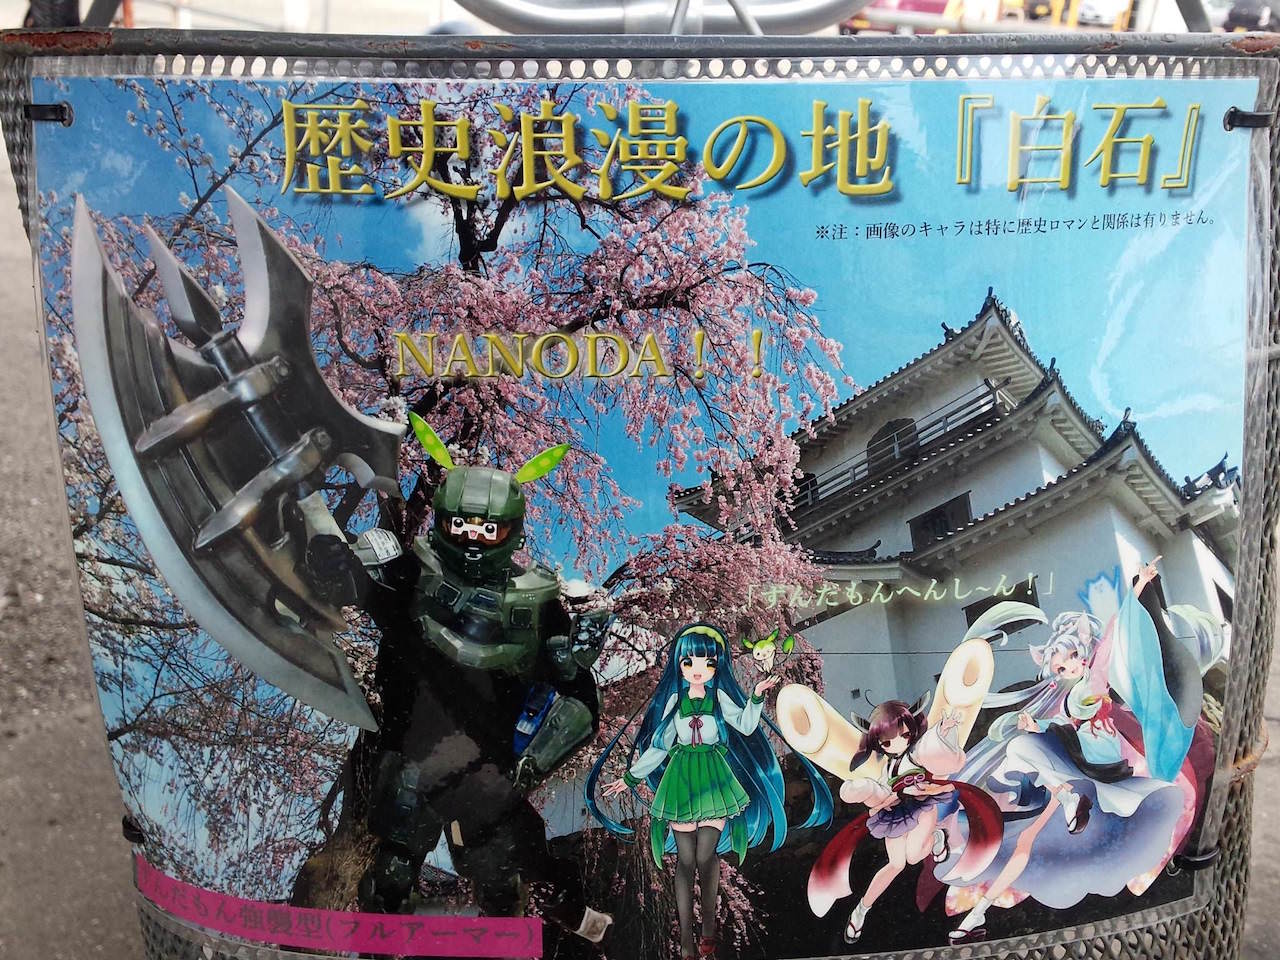 歴史浪漫の地『白石』
※注：画像のキャラは特に歴史ロマンと関係は有りません。
NANODA！！
「ずんだもんへんし～ん！」
ずんだもん強襲型(フルアーマー)